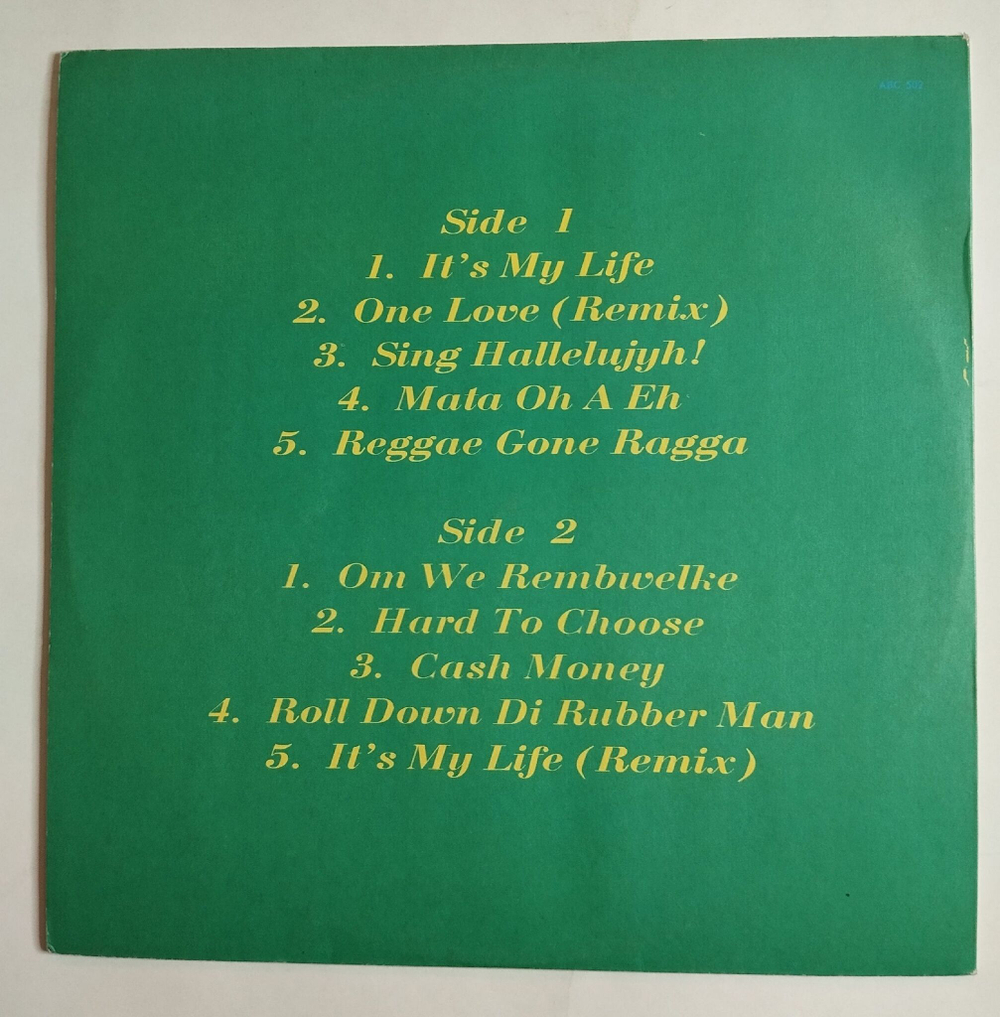 ABC 502
Side 1
1. It's My Life
2. One Love (Remix)
3. Sing Hallelujyh!
4. Mata Oh A Eh
5. Reggae Gone Ragga
Side 2
1. Om We Rembwelke
2. Hard To Choose
3. Cash Money
4. Roll Down Di Rubber Man
5. It's My Life (Remix)